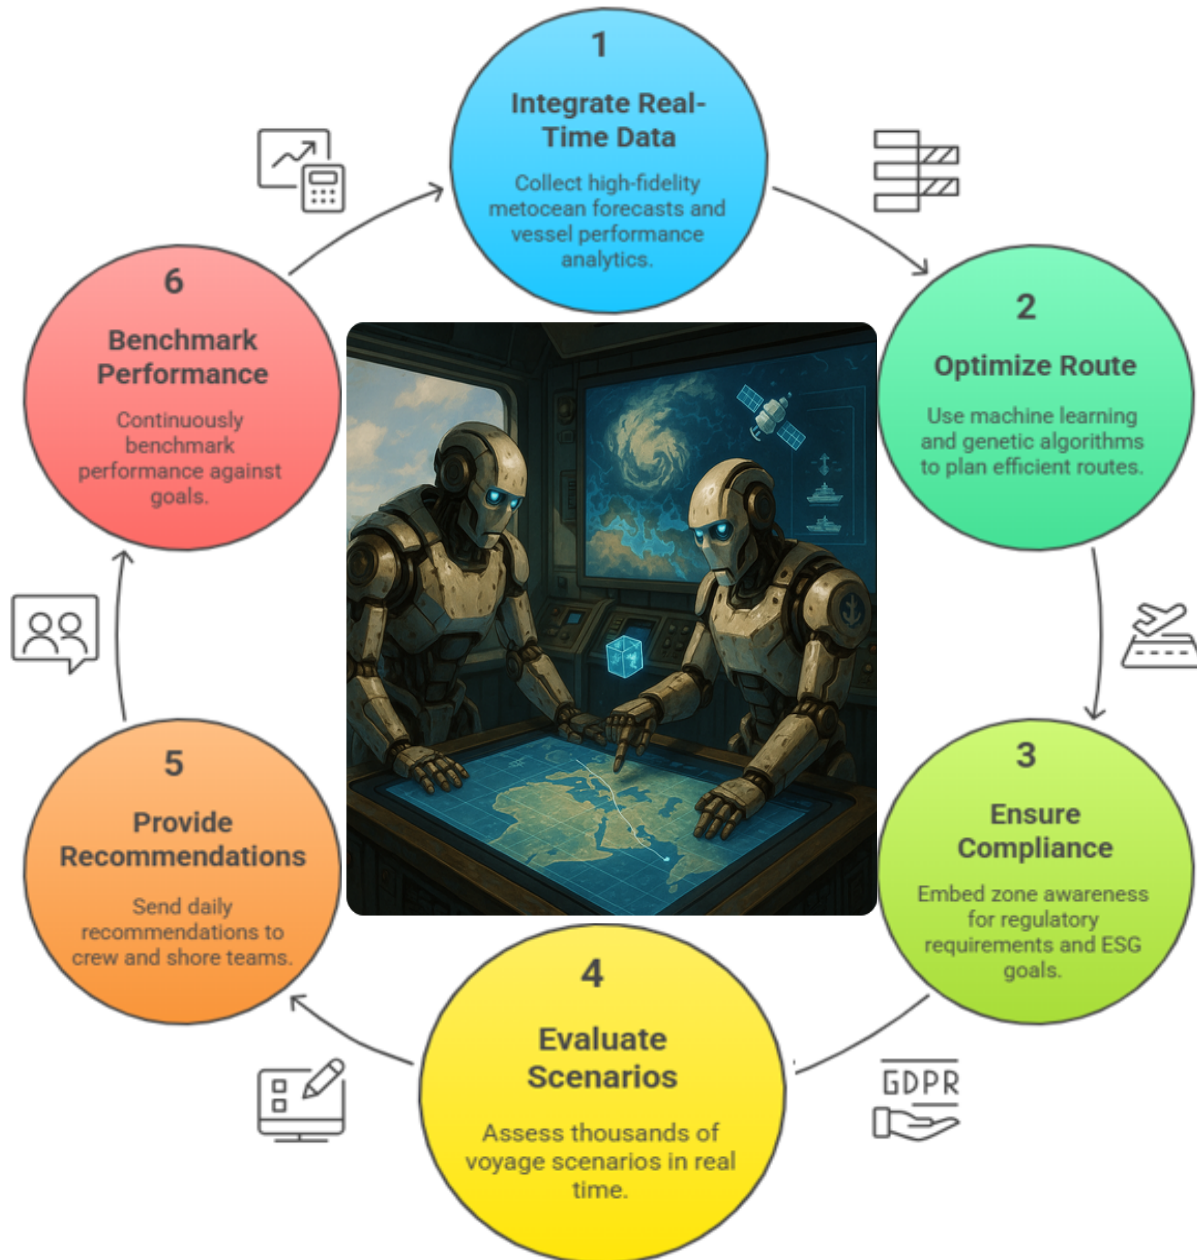 1
Integrate Real-
Time Data
Collect high-fidelity
metocean forecasts and
vessel performance
analytics.
2
Optimize Route
Use machine learning
and genetic algorithms
to plan efficient routes.
3
Ensure
Compliance
Embed zone awareness
for regulatory
requirements and ESG
goals.
GDPR
4
Evaluate
Scenarios
Assess thousands of
voyage scenarios in real
time.
5
Provide
Recommendations
Send daily
recommendations to
crew and shore teams.
6
Benchmark
Performance
Continuously
benchmark
performance against
goals.